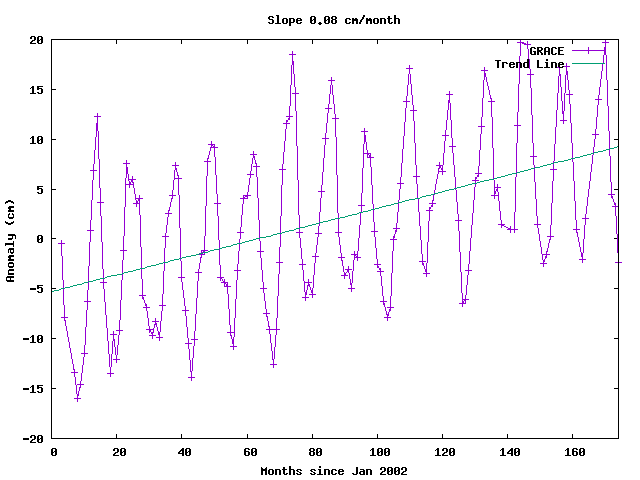 Slope 0.08 cm/month
GRACE
Trend Line
20
15
10
5
0
-5
-10
-15
-20
Anomaly (cm)
0 20 40 60 80 100 120 140 160
Months since Jan 2002